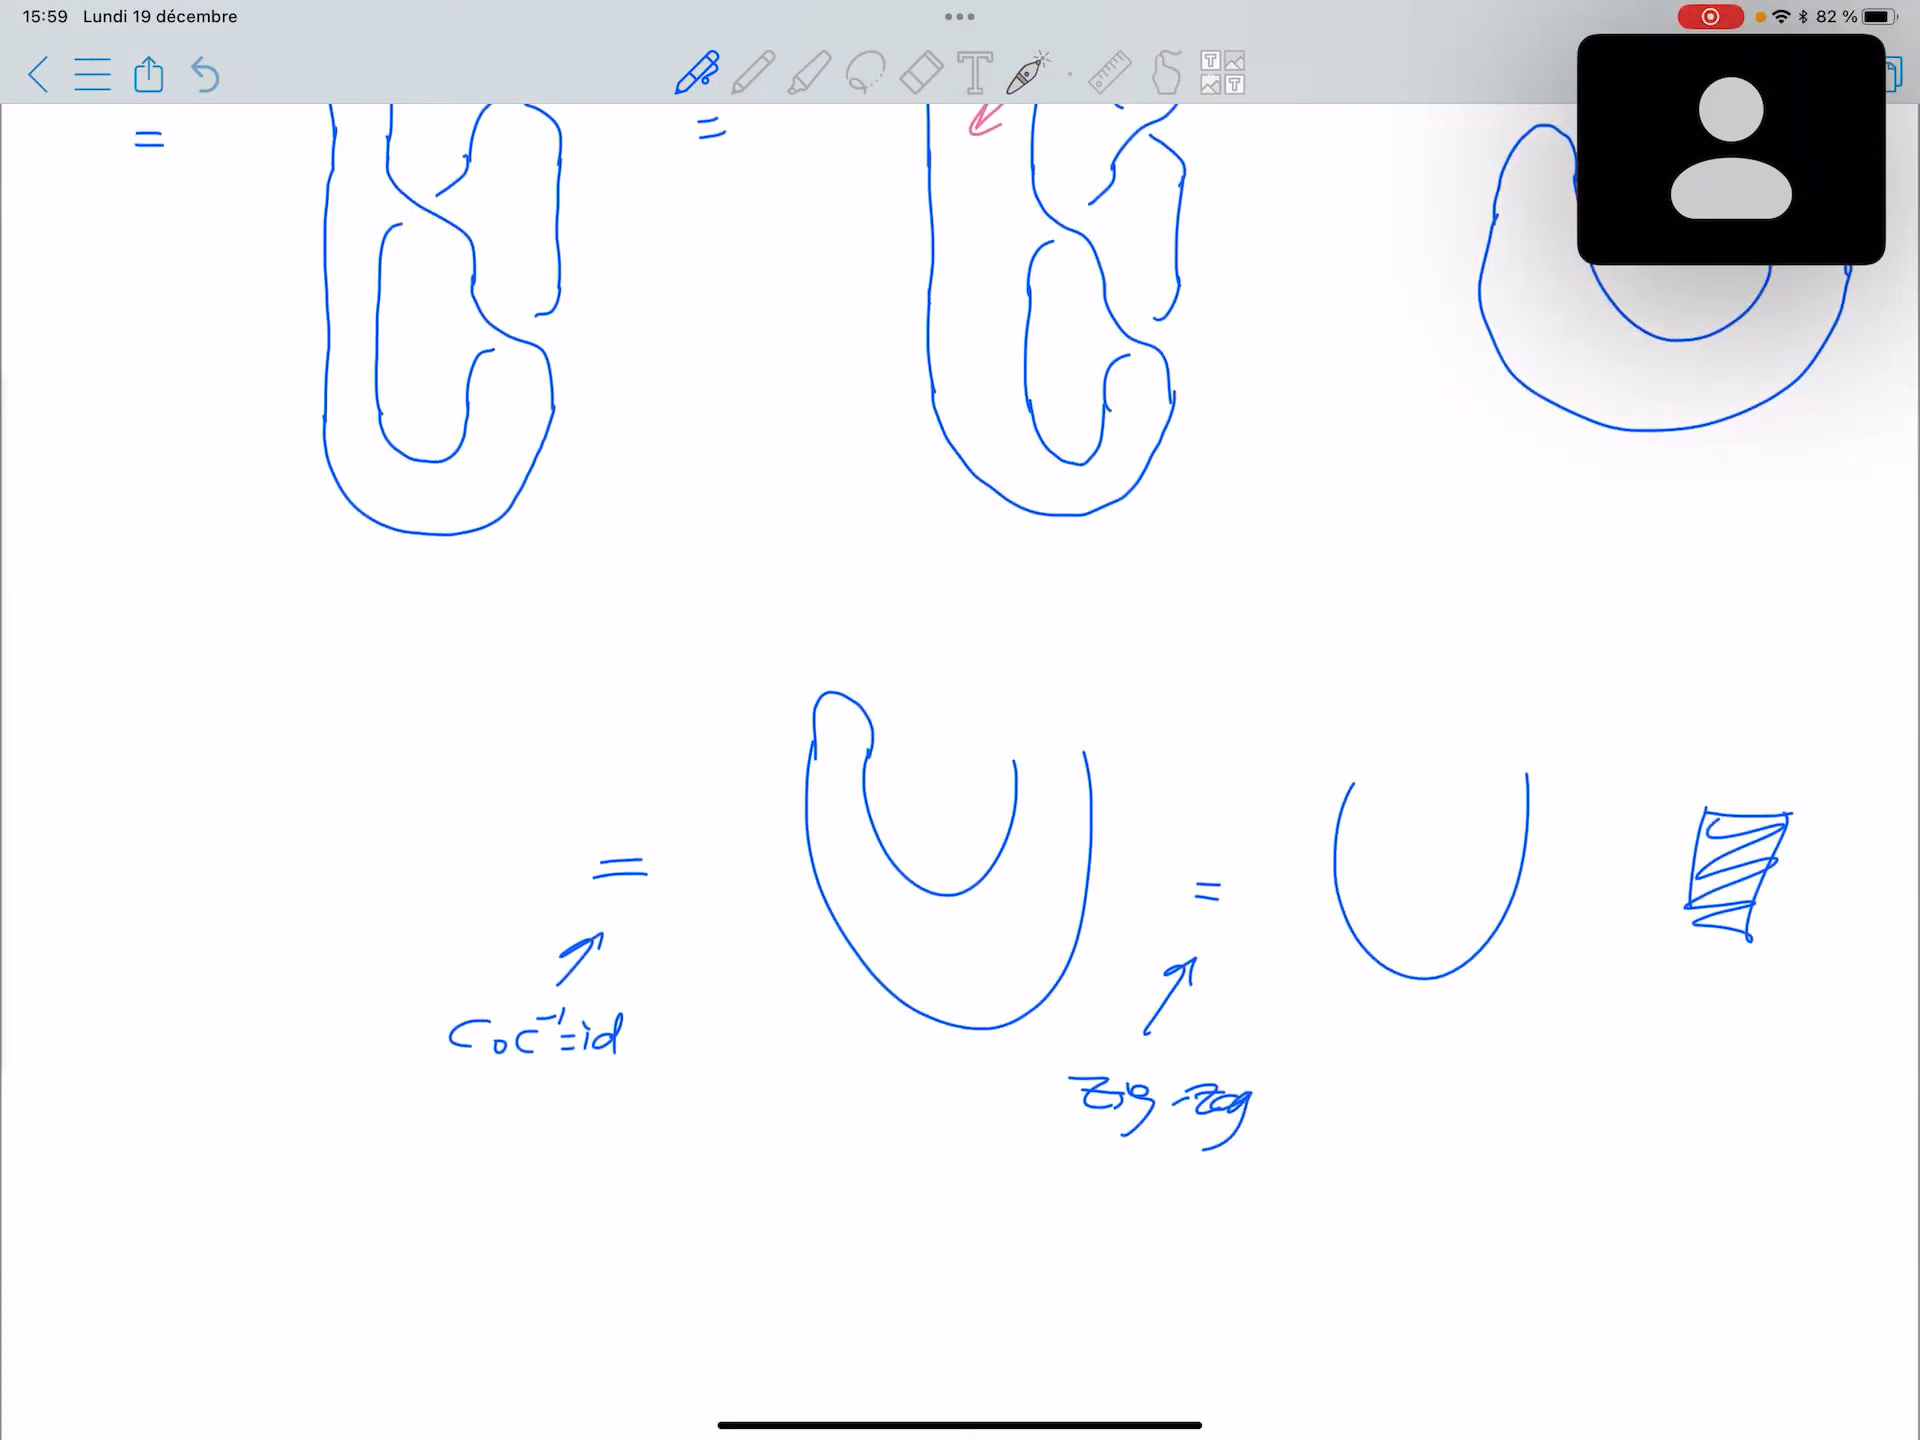 15:59 Lundi 19 décembre 82 %
= =
= =
C o C⁻¹ = id
Zig-Zag